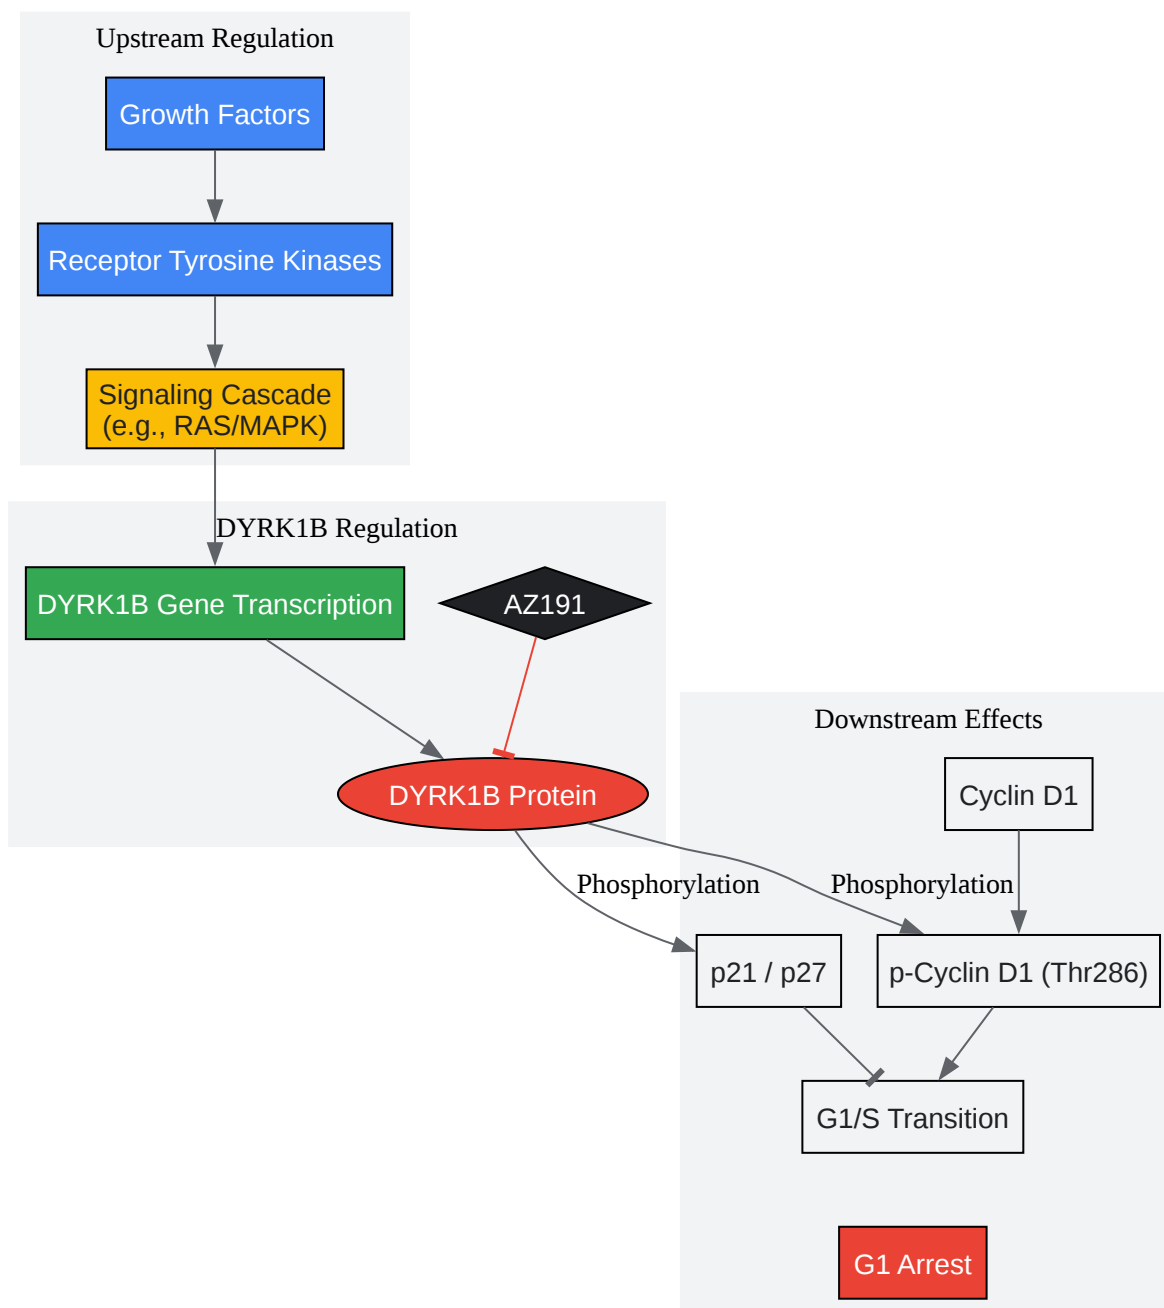 Upstream Regulation
Growth Factors
Receptor Tyrosine Kinases
Signaling Cascade
(e.g., RAS/MAPK)
DYRK1B Regulation
DYRK1B Gene Transcription
AZ191
DYRK1B Protein
Downstream Effects
Cyclin D1
Phosphorylation
Phosphorylation
p21 / p27
p-Cyclin D1 (Thr286)
G1/S Transition
G1 Arrest